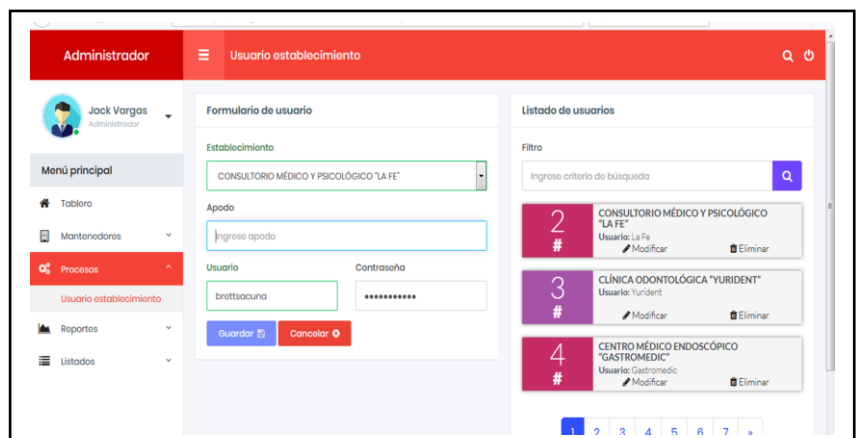 Administrador
Usuario establecimiento
Jack Vargas
Administrador
Menú principal
Tablero
Mantenedores
Procesos
Usuario establecimiento
Reportes
Listados
Formulario de usuario
Establecimiento
CONSULTORIO MÉDICO Y PSICOLÓGICO "LA FE"
Apodo
Ingrese apodo
Usuario
Contraseña
brettsacuna
Guardar
Cancelar
Listado de usuarios
Filtro
Ingrese criterio de búsqueda
2
#
CONSULTORIO MÉDICO Y PSICOLÓGICO
"LA FE"
Usuario: La Fe
Modificar
Eliminar
3
#
CLÍNICA ODONTOLÓGICA "YURIDENT"
Usuario: Yurident
Modificar
Eliminar
4
#
CENTRO MÉDICO ENDOSCÓPICO
"GASTROMEDIC"
Usuario: Gastromedic
Modificar
Eliminar
1 2 3 4 5 6 7 »